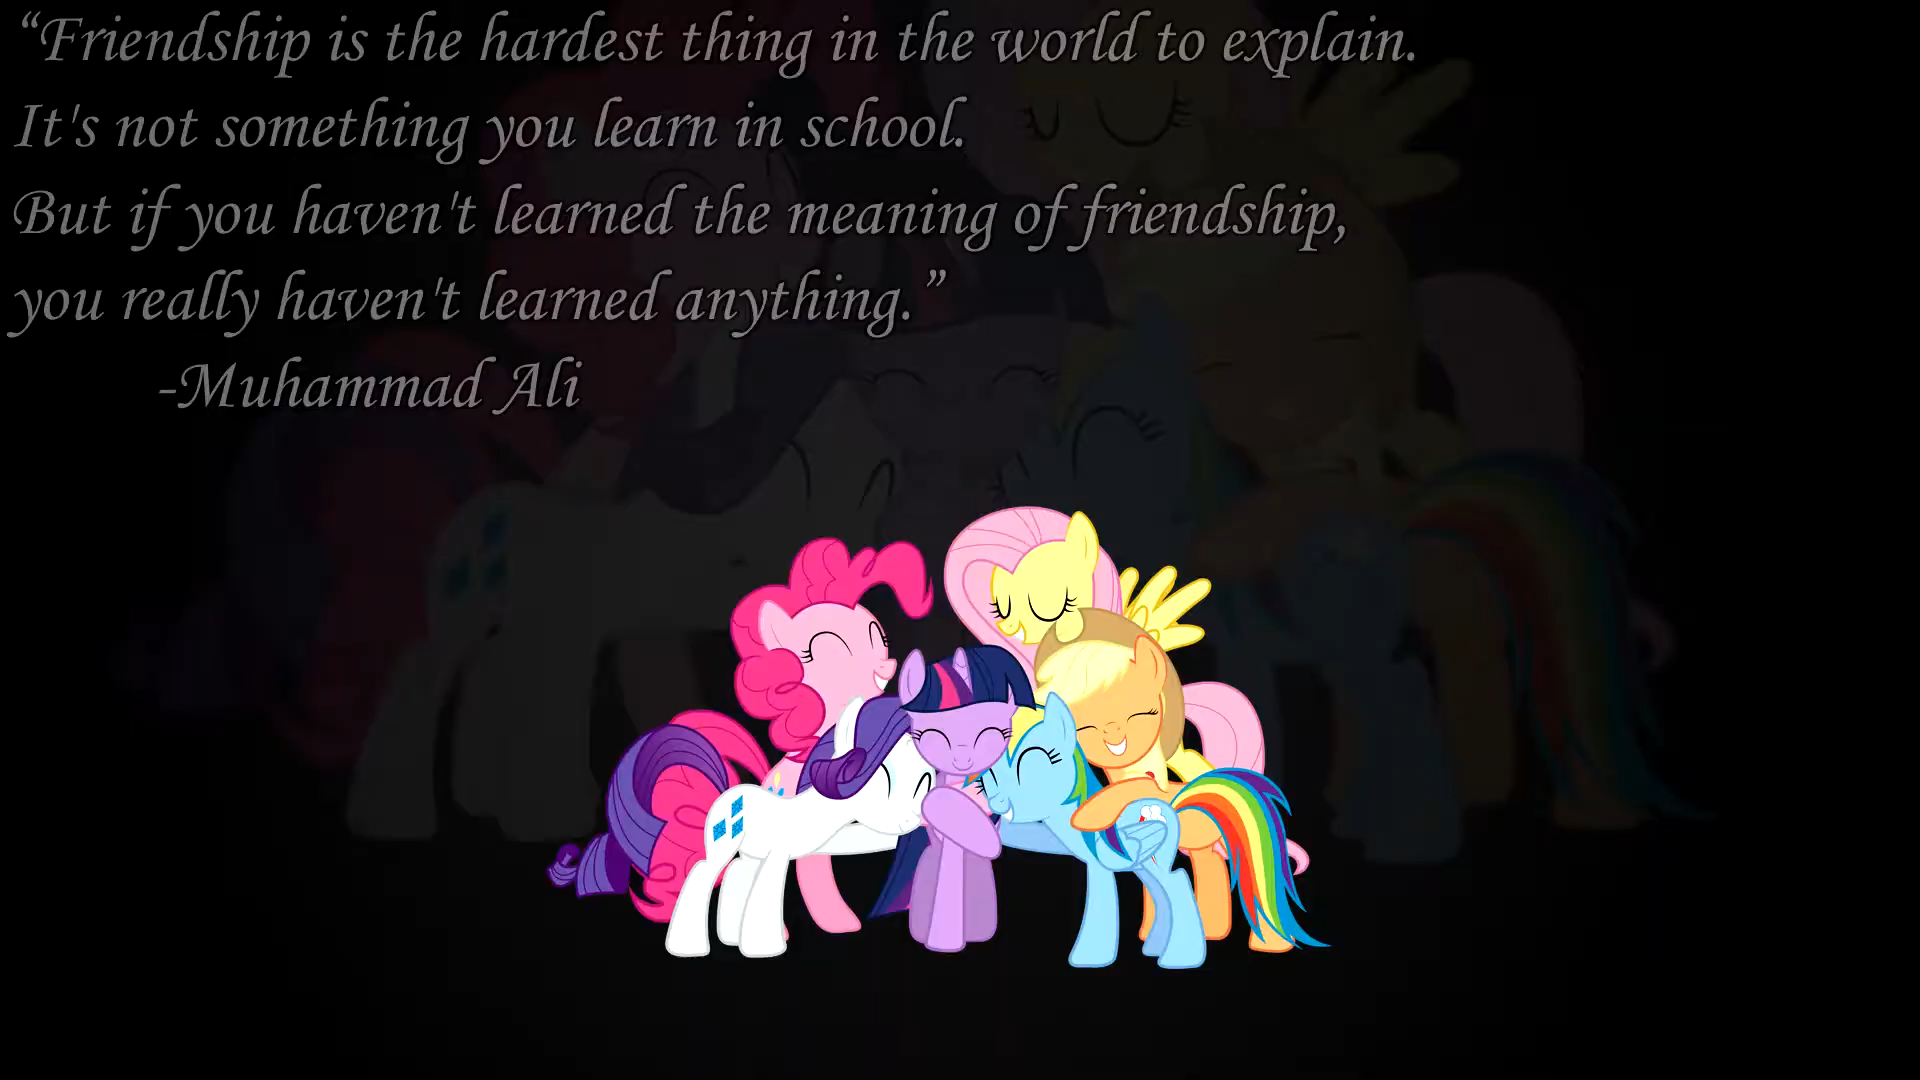 “Friendship is the hardest thing in the world to explain.
It's not something you learn in school.
But if you haven't learned the meaning of friendship,
you really haven't learned anything.”
-Muhammad Ali